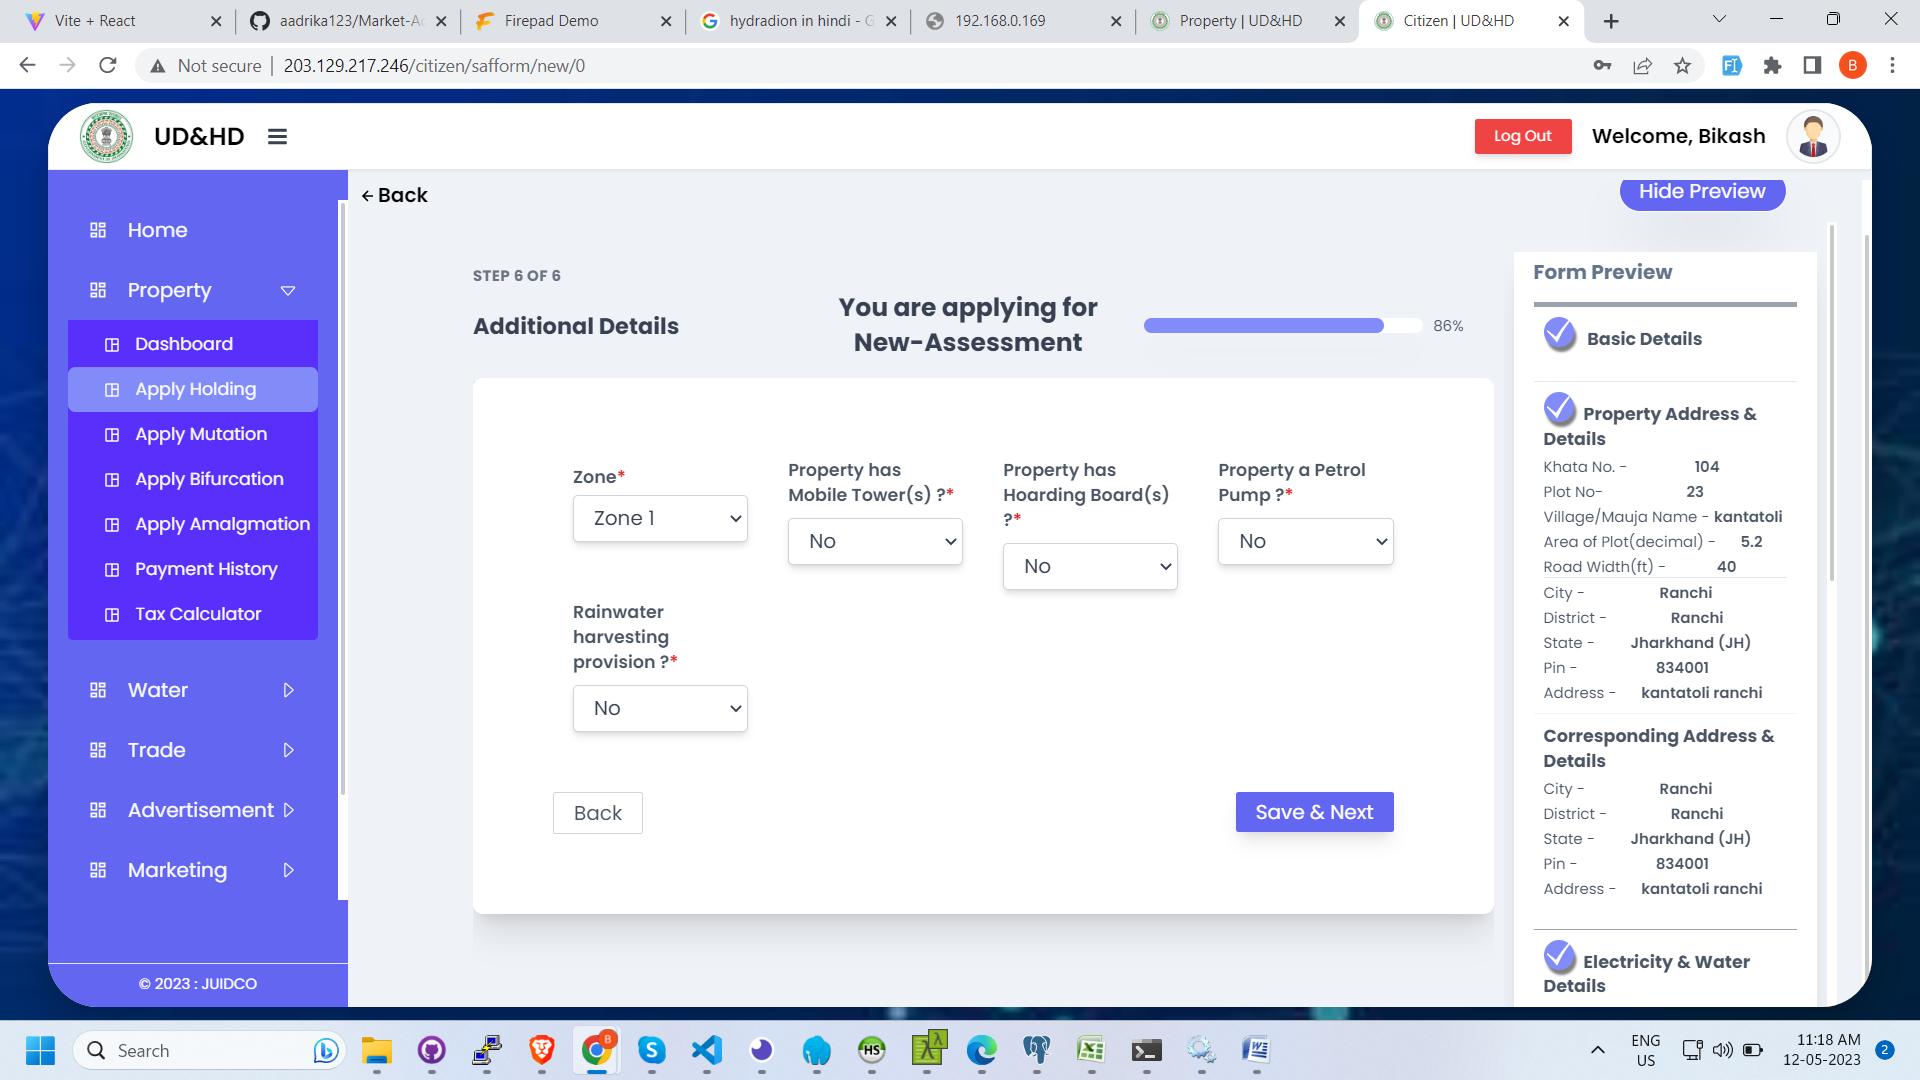 Vite + React
aadrika123/Market-Ad
Firepad Demo
hydradion in hindi - G
192.168.0.169
Property | UD&HD
Citizen | UD&HD
Not secure
203.129.217.246/citizen/safform/new/0
B
UD&HD
Log Out
Welcome, Bikash
Home
Property
Dashboard
Apply Holding
Apply Mutation
Apply Bifurcation
Apply Amalgmation
Payment History
Tax Calculator
Water
Trade
Advertisement
Marketing
© 2023 : JUIDCO
Back
Hide Preview
STEP 6 OF 6
Additional Details
You are applying for
New-Assessment
86%
Zone*
Zone 1
Property has
Mobile Tower(s) ?*
No
Property has
Hoarding Board(s)
?*
No
Property a Petrol
Pump ?*
No
Rainwater
harvesting
provision ?*
No
Back
Save & Next
Form Preview
Basic Details
Property Address &
Details
Khata No. - 104
Plot No- 23
Village/Mauja Name - kantatoli
Area of Plot(decimal) - 5.2
Road Width(ft) - 40
City - Ranchi
District - Ranchi
State - Jharkhand (JH)
Pin - 834001
Address - kantatoli ranchi
Corresponding Address &
Details
City - Ranchi
District - Ranchi
State - Jharkhand (JH)
Pin - 834001
Address - kantatoli ranchi
Electricity & Water
Details
Search
B
HS
ENG
US
11:18 AM
12-05-2023
2